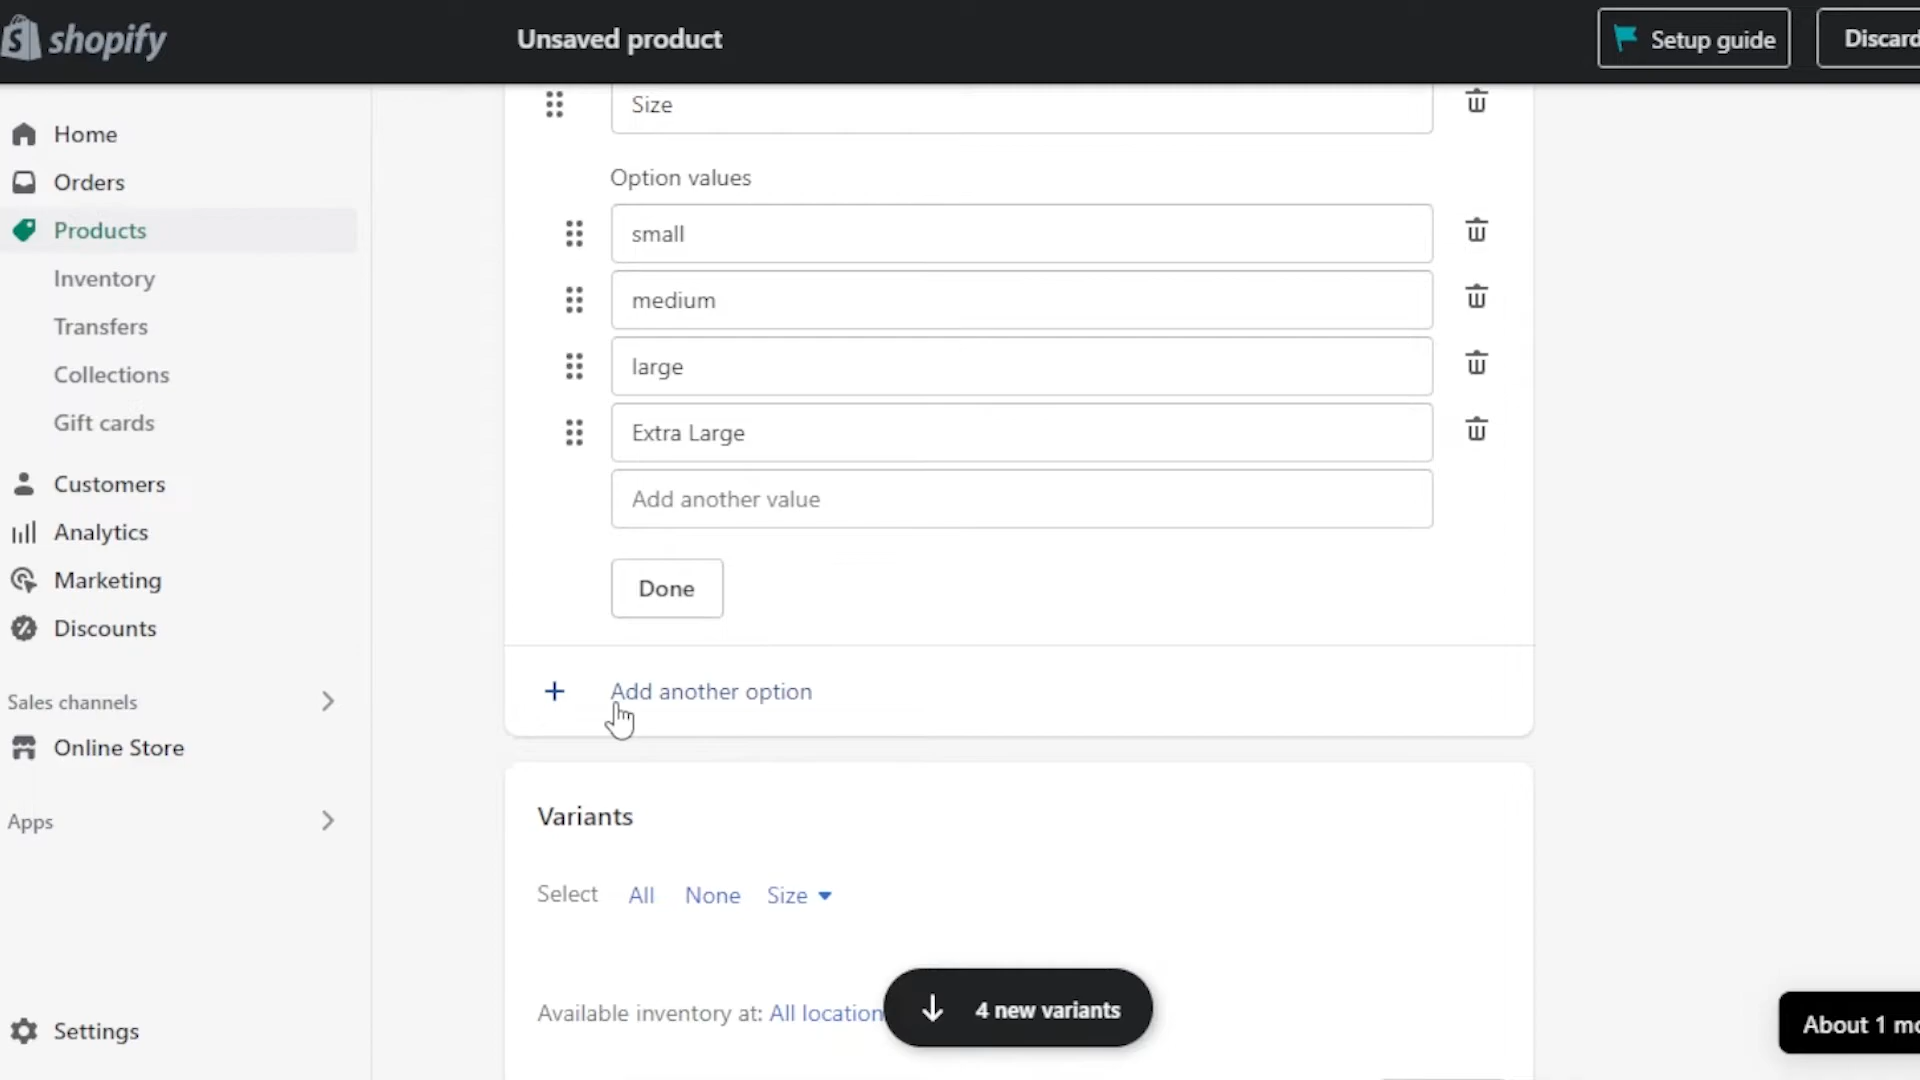 shopify
Unsaved product
Setup guide
Discard
Size
Home
Option values
Orders
small
Products
Inventory
medium
Transfers
large
Collections
Gift cards
Extra Large
Customers
Add another value
Analytics
Marketing
Done
Discounts
Add another option
Sales channels
Online Store
Apps
Variants
Select All None Size
Available inventory at: All location
4 new variants
Settings
About 1 mo